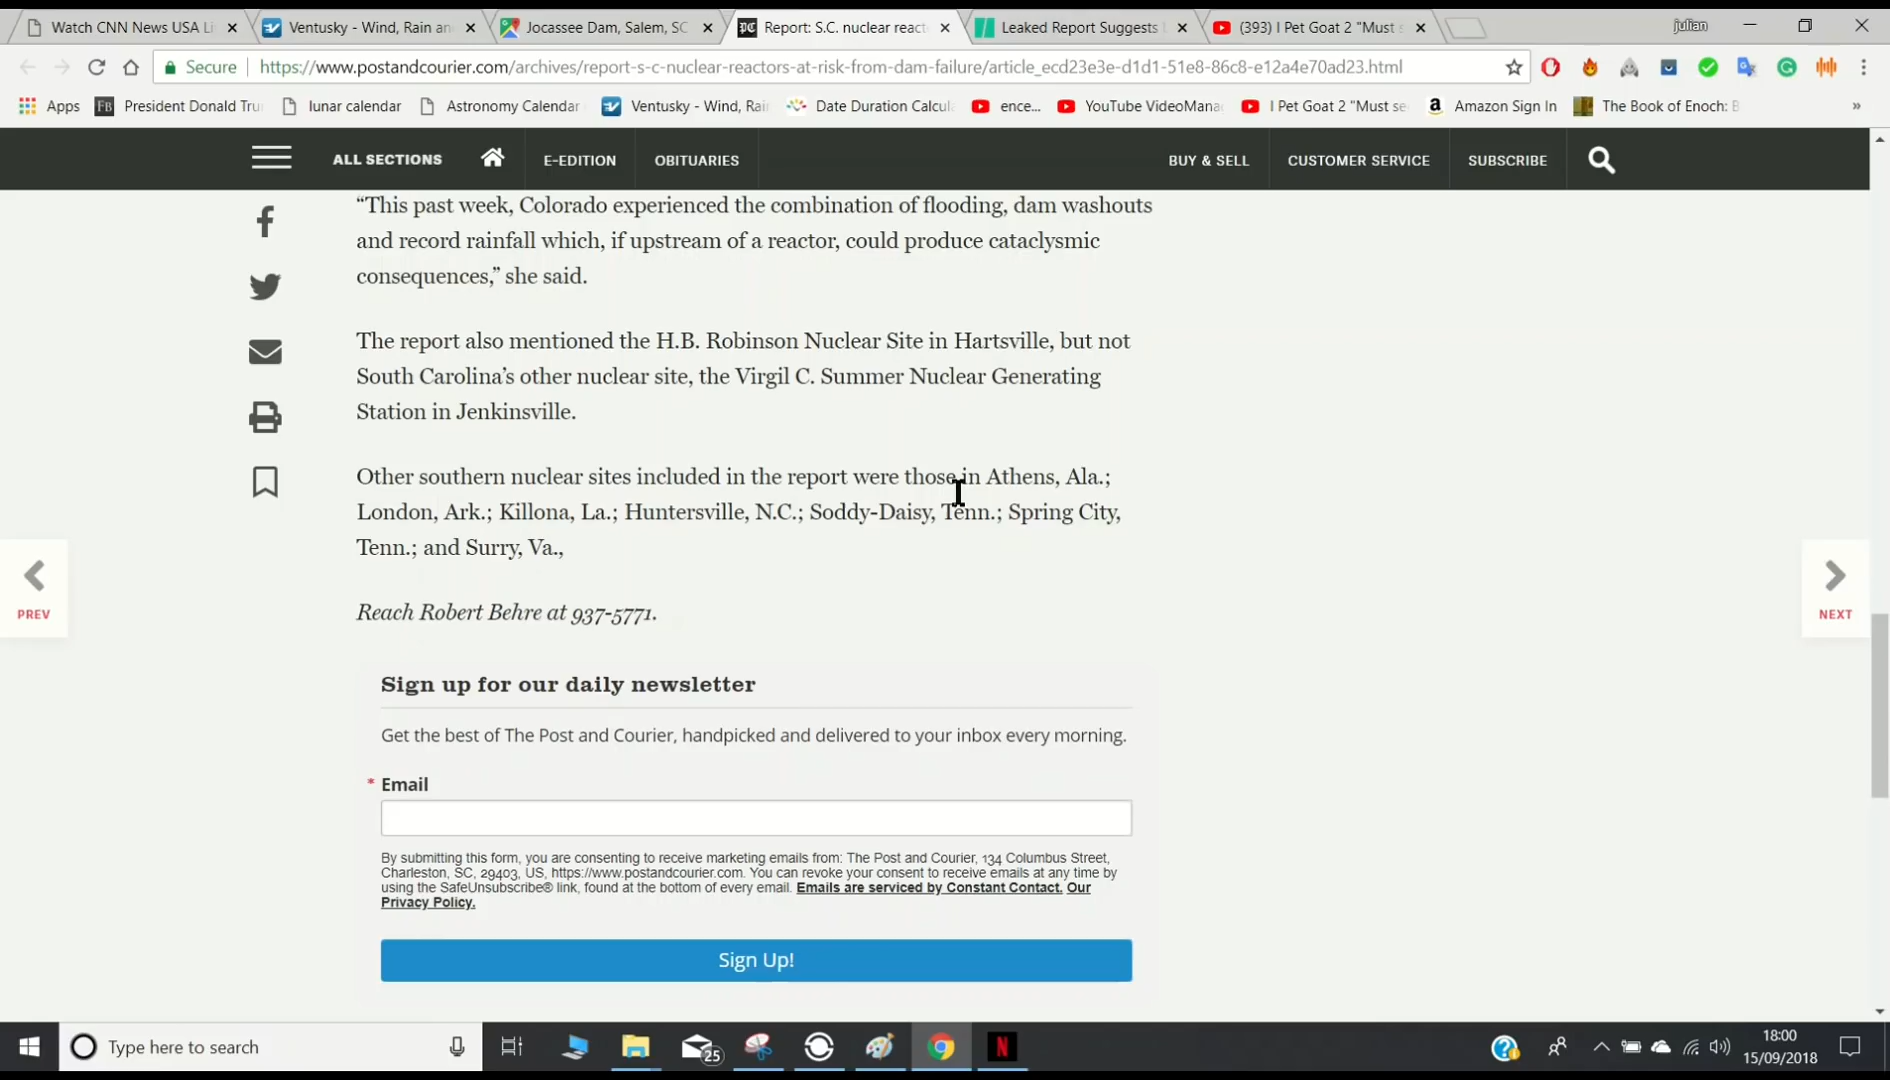 Watch CNN News USA Li
Ventusky - Wind, Rain an
Jocassee Dam, Salem, SC
Report: S.C. nuclear react
Leaked Report Suggests
(393) I Pet Goat 2 "Must s
julian
Secure
https://www.postandcourier.com/archives/report-s-c-nuclear-reactors-at-risk-from-dam-failure/article_ecd23e3e-d1d1-51e8-86c8-e12a4e70ad23.html
Apps
President Donald Tru
lunar calendar
Astronomy Calendar
Ventusky - Wind, Rai
Date Duration Calcul
ence...
YouTube VideoMana
I Pet Goat 2 "Must se
Amazon Sign In
The Book of Enoch: B
ALL SECTIONS
E-EDITION
OBITUARIES
BUY & SELL
CUSTOMER SERVICE
SUBSCRIBE
“This past week, Colorado experienced the combination of flooding, dam washouts
and record rainfall which, if upstream of a reactor, could produce cataclysmic
consequences,” she said.
The report also mentioned the H.B. Robinson Nuclear Site in Hartsville, but not
South Carolina’s other nuclear site, the Virgil C. Summer Nuclear Generating
Station in Jenkinsville.
Other southern nuclear sites included in the report were those in Athens, Ala.;
London, Ark.; Killona, La.; Huntersville, N.C.; Soddy-Daisy, Tenn.; Spring City,
Tenn.; and Surry, Va.,
Reach Robert Behre at 937-5771.
PREV
NEXT
Sign up for our daily newsletter
Get the best of The Post and Courier, handpicked and delivered to your inbox every morning.
* Email
By submitting this form, you are consenting to receive marketing emails from: The Post and Courier, 134 Columbus Street,
Charleston, SC, 29403, US, https://www.postandcourier.com. You can revoke your consent to receive emails at any time by
using the SafeUnsubscribe® link, found at the bottom of every email. Emails are serviced by Constant Contact. Our
Privacy Policy.
Sign Up!
Type here to search
25
18:00
15/09/2018